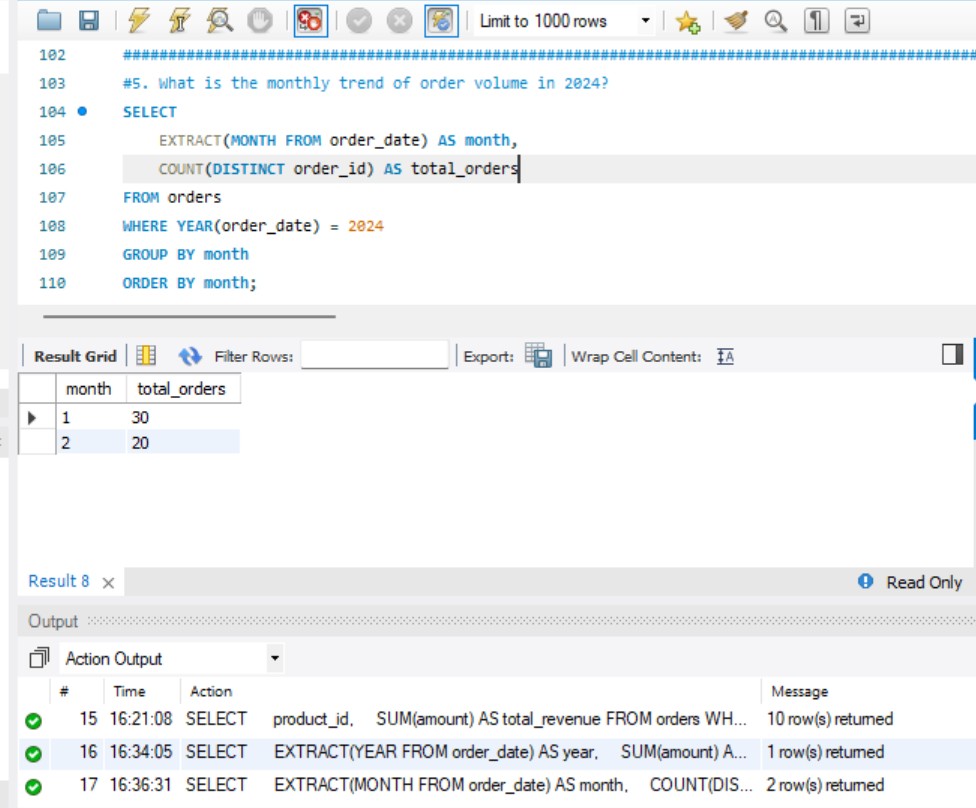 Limit to 1000 rows
102 ################################################################################
103 #5. What is the monthly trend of order volume in 2024?
104 SELECT
105 EXTRACT(MONTH FROM order_date) AS month,
106 COUNT(DISTINCT order_id) AS total_orders
107 FROM orders
108 WHERE YEAR(order_date) = 2024
109 GROUP BY month
110 ORDER BY month;
Result Grid Filter Rows: Export: Wrap Cell Content: IA
month total_orders
1 30
2 20
Result 8 Read Only
Output
Action Output
# Time Action Message
15 16:21:08 SELECT product_id, SUM(amount) AS total_revenue FROM orders WH... 10 row(s) returned
16 16:34:05 SELECT EXTRACT(YEAR FROM order_date) AS year, SUM(amount) A... 1 row(s) returned
17 16:36:31 SELECT EXTRACT(MONTH FROM order_date) AS month, COUNT(DIS... 2 row(s) returned